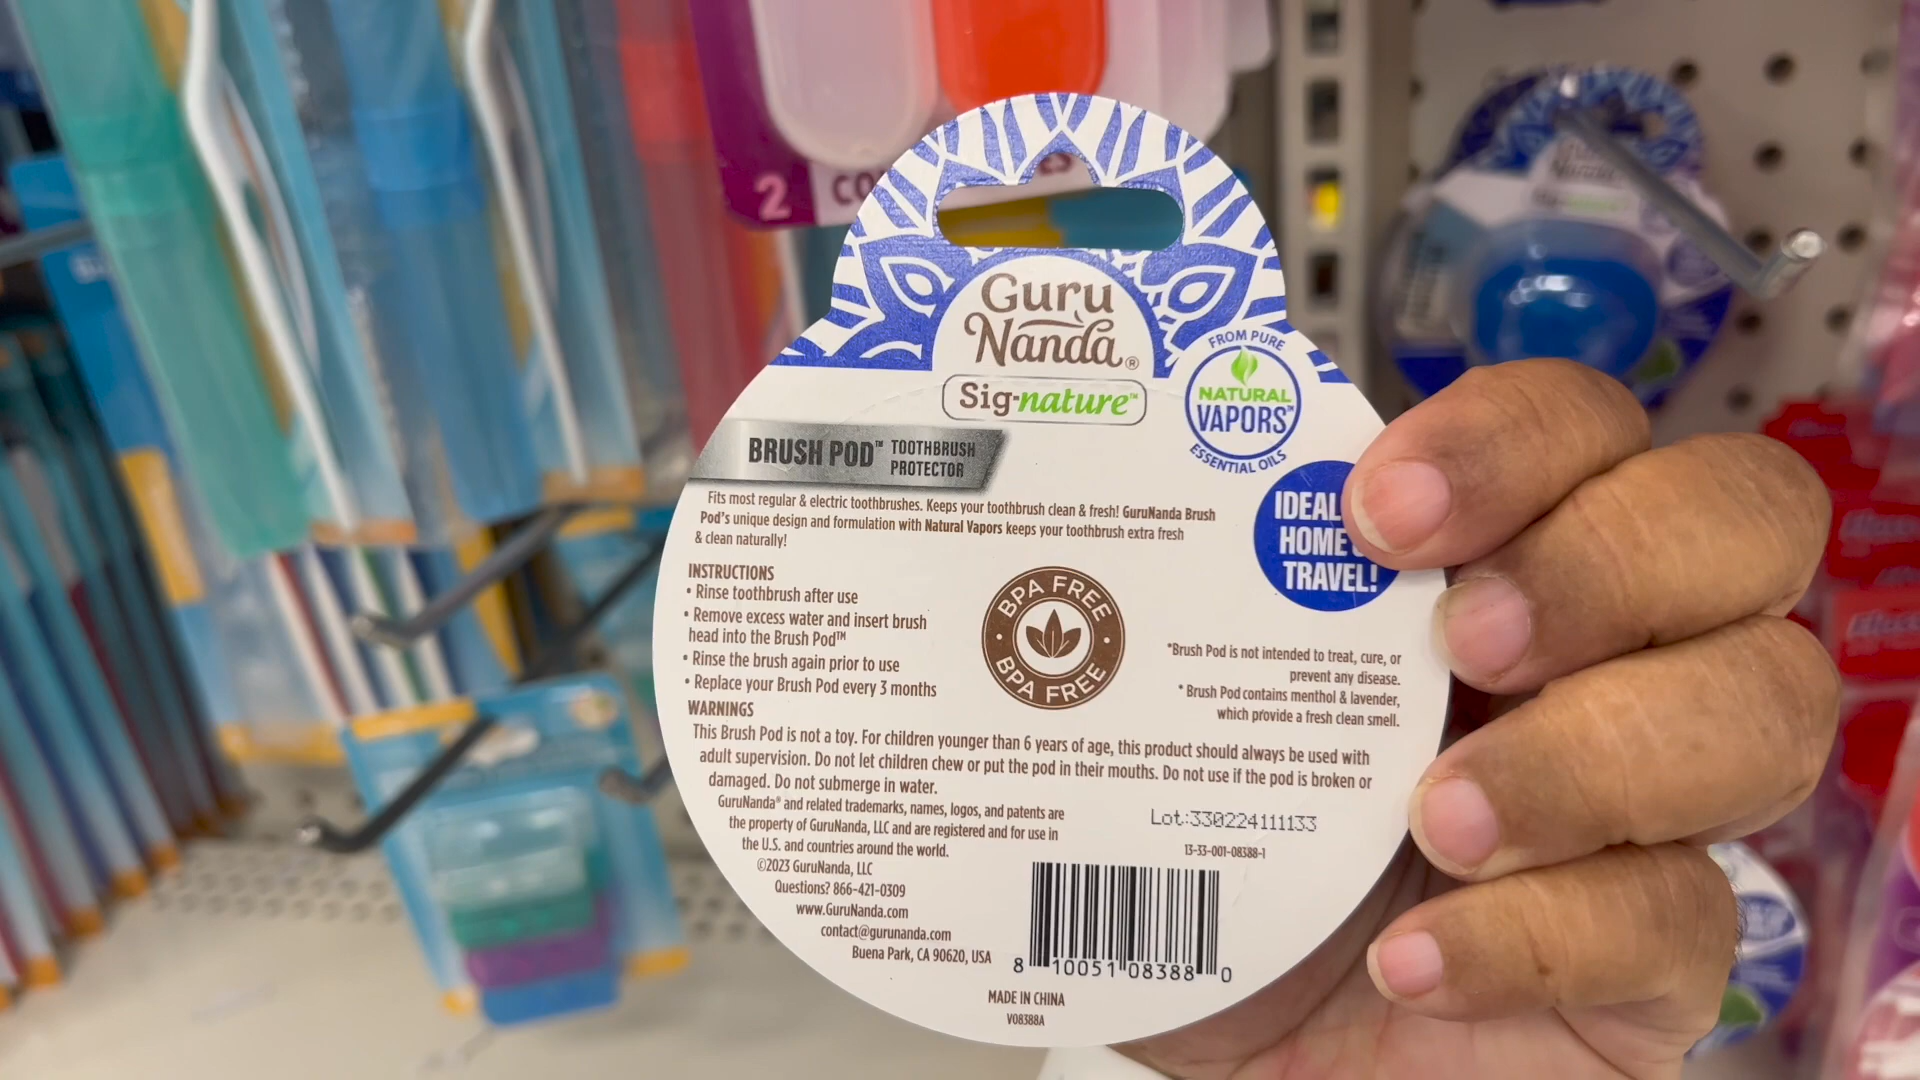 2 CO
Guru
Nanda®
Sig-nature™
FROM PURE
NATURAL
VAPORS™
ESSENTIAL OILS
BRUSH POD™ TOOTHBRUSH
PROTECTOR
IDEAL
HOME
TRAVEL!
Fits most regular & electric toothbrushes. Keeps your toothbrush clean & fresh! GuruNanda Brush
Pod's unique design and formulation with Natural Vapors keeps your toothbrush extra fresh
& clean naturally!
INSTRUCTIONS
• Rinse toothbrush after use
• Remove excess water and insert brush
head into the Brush Pod™
• Rinse the brush again prior to use
• Replace your Brush Pod every 3 months
BPA FREE
BPA FREE
*Brush Pod is not intended to treat, cure, or
prevent any disease.
* Brush Pod contains menthol & lavender,
which provide a fresh clean smell.
WARNINGS
This Brush Pod is not a toy. For children younger than 6 years of age, this product should always be used with
adult supervision. Do not let children chew or put the pod in their mouths. Do not use if the pod is broken or
damaged. Do not submerge in water.
GuruNanda® and related trademarks, names, logos, and patents are
the property of GuruNanda, LLC and are registered and for use in
the U.S. and countries around the world.
©2023 GuruNanda, LLC
Questions? 866-421-0309
www.GuruNanda.com
contact@gurunanda.com
Buena Park, CA 90620, USA
Lot:330224111133
13-33-001-08388-1
8 10051 08388 0
MADE IN CHINA
V08388A